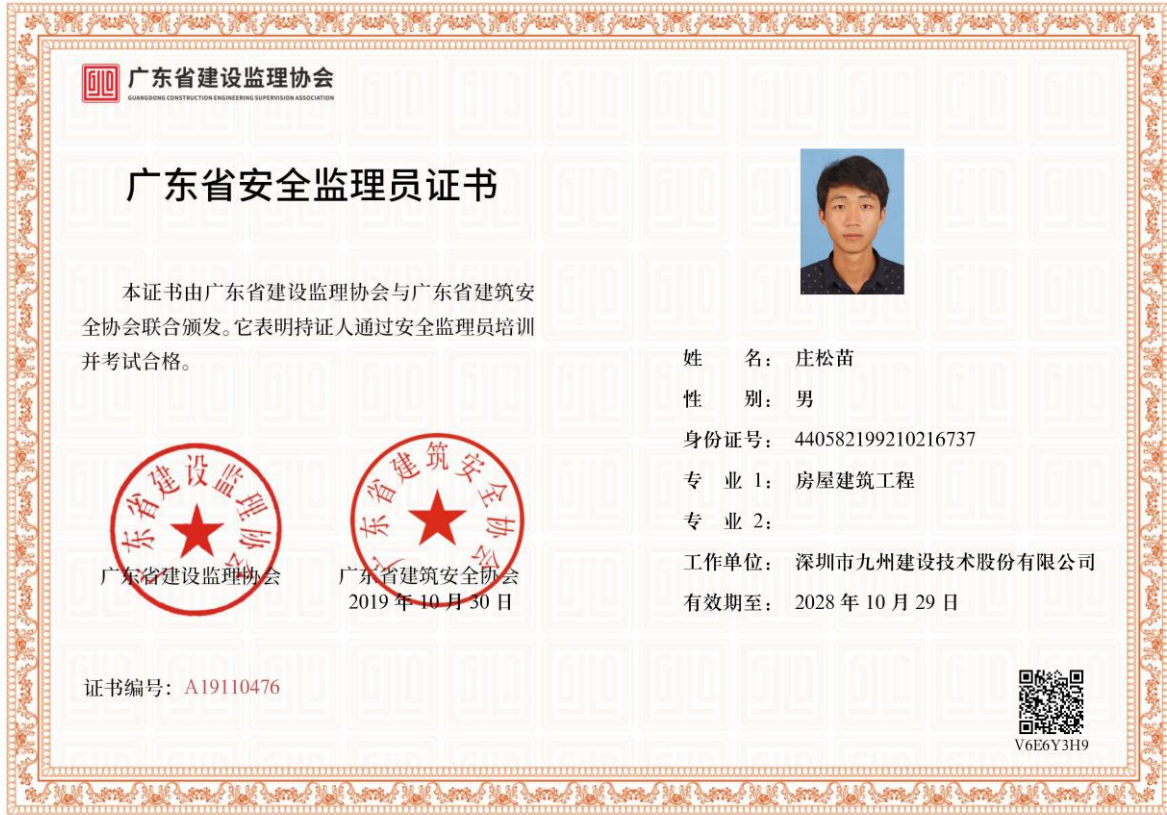 广东省建设监理协会
GUANGDONG CONSTRUCTION ENGINEERING SUPERVISION ASSOCIATION
广东省安全监理员证书
本证书由广东省建设监理协会与广东省建筑安
全协会联合颁发。它表明持证人通过安全监理员培训
并考试合格。
广东省建设监理协会
广东省建筑安全协会
广东省建设监理协会
广东省建筑安全协会
2019 年 10 月 30 日
证书编号：A19110476
姓 名：庄松苗
性 别：男
身份证号：440582199210216737
专 业 1：房屋建筑工程
专 业 2：
工作单位：深圳市九州建设技术股份有限公司
有效期至：2028 年 10 月 29 日
V6E6Y3H9